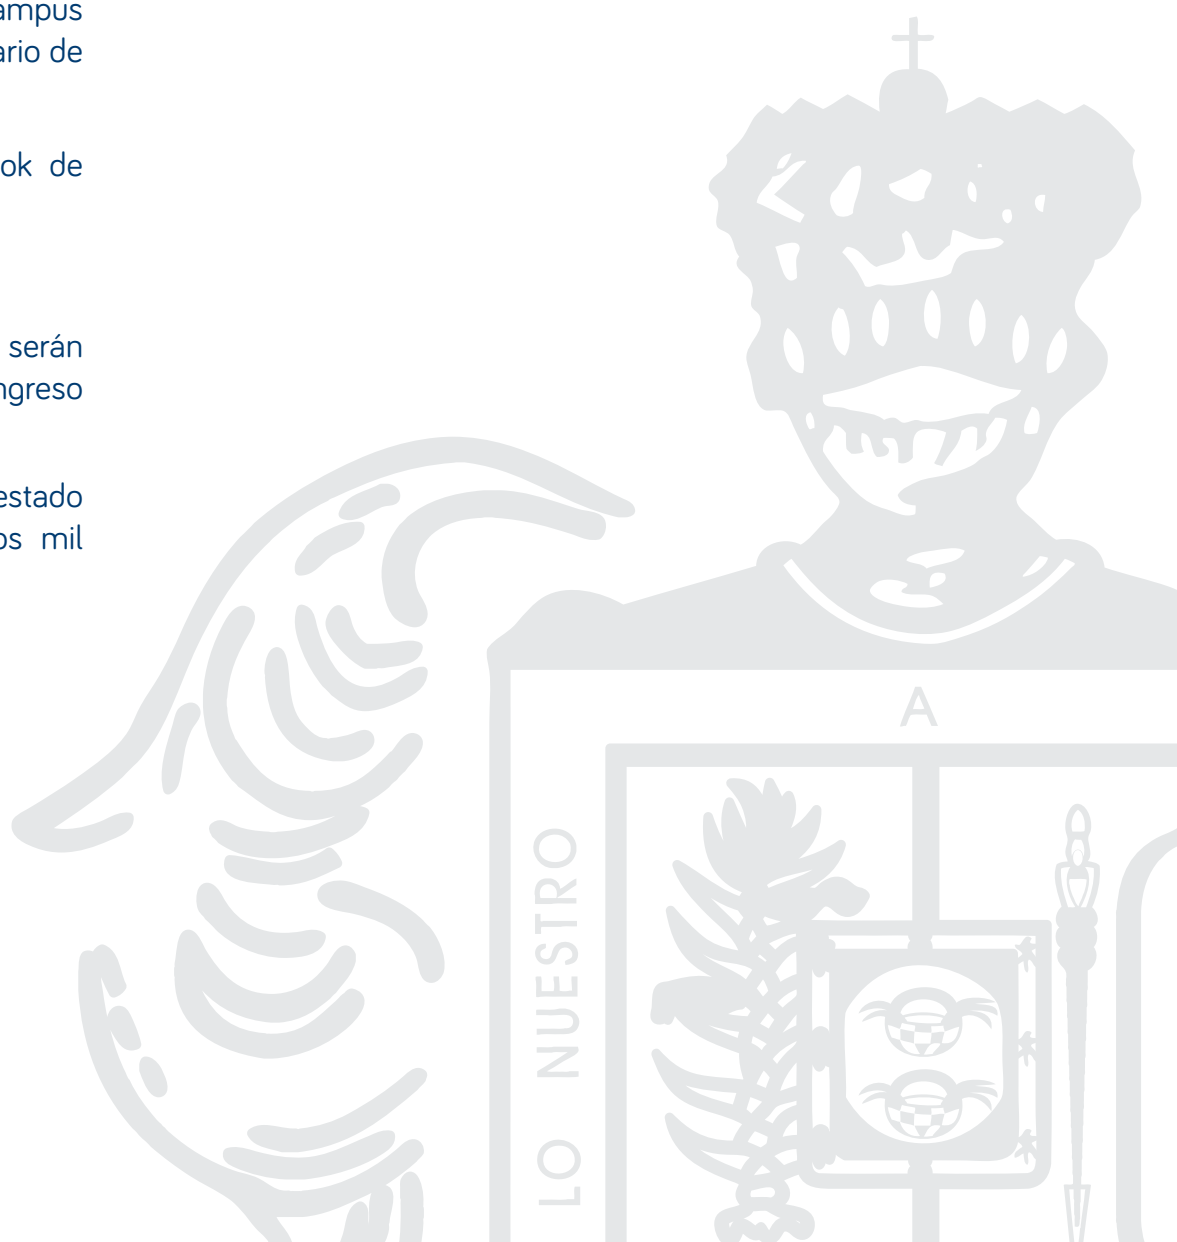 ampus
ario de
ok de
serán
ngreso
estado
os mil
A
LO NUESTRO